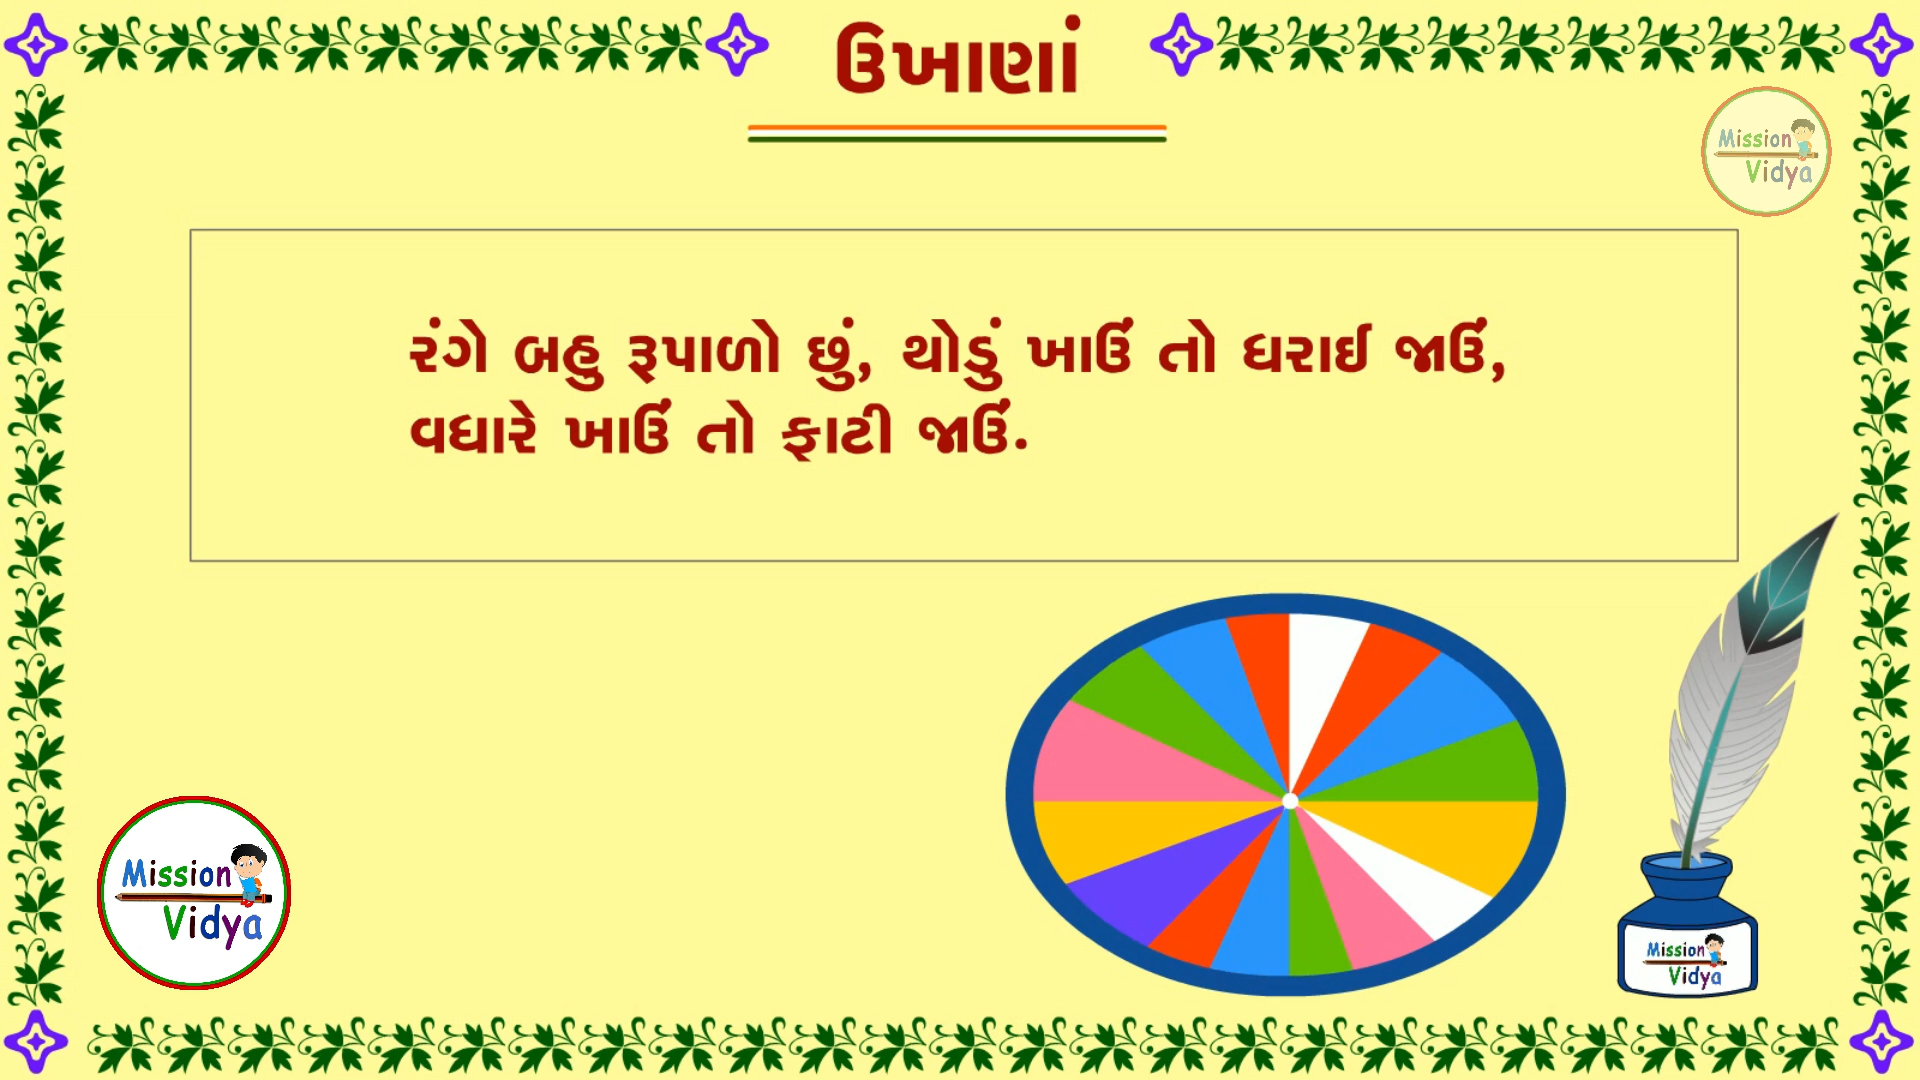 ઉખાણાં
Mission
Vidya
રંગે બહુ રૂપાળો છું, થોડું ખાઉં તો ધરાઈ જાઉં,
વધારે ખાઉં તો ફાટી જાઉં.
Mission
Vidya
Mission
Vidya